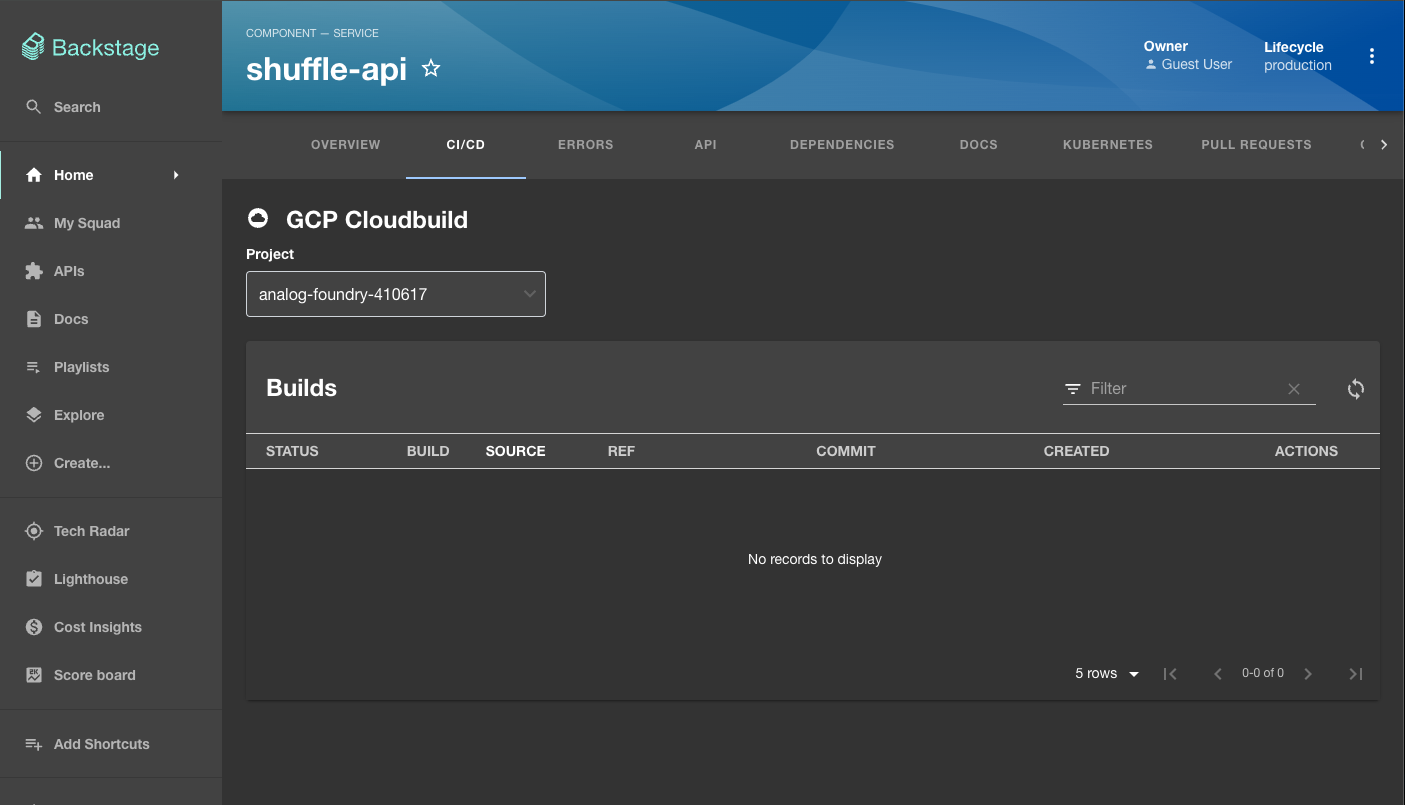 Backstage
Search
Home
My Squad
APIs
Docs
Playlists
Explore
Create...
Tech Radar
Lighthouse
Cost Insights
Score board
Add Shortcuts
COMPONENT — SERVICE
shuffle-api
Owner
Guest User
Lifecycle
production
OVERVIEW CI/CD ERRORS API DEPENDENCIES DOCS KUBERNETES PULL REQUESTS
GCP Cloudbuild
Project
analog-foundry-410617
Builds
Filter
STATUS BUILD SOURCE REF COMMIT CREATED ACTIONS
No records to display
5 rows 0-0 of 0